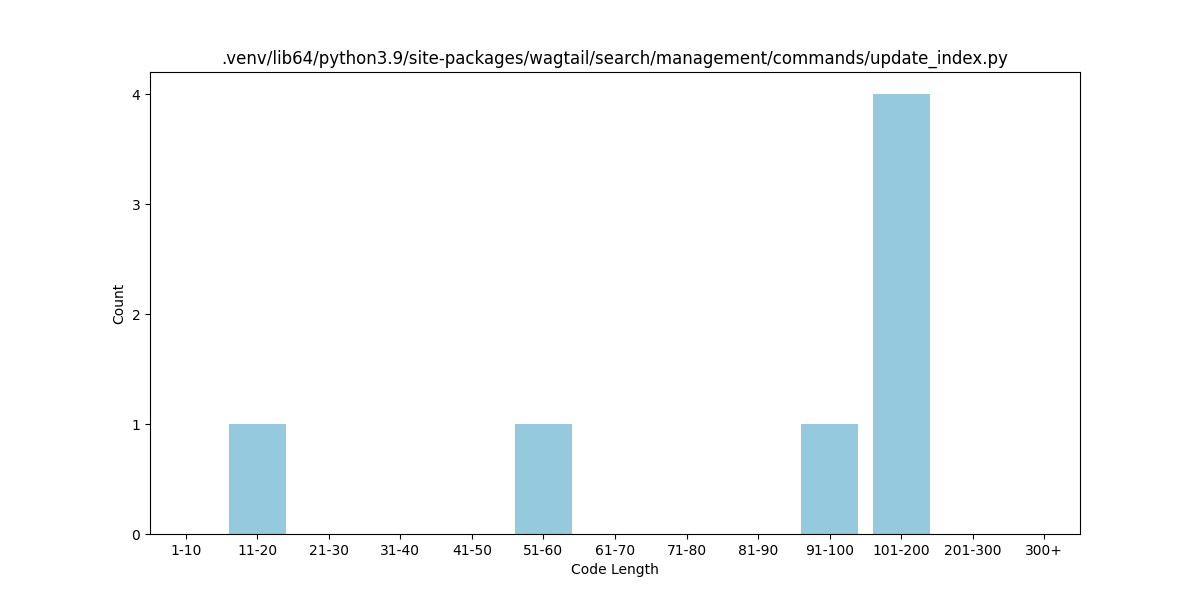 .venv/lib64/python3.9/site-packages/wagtail/search/management/commands/update_index.py
4
3
2
1
0
Count
1-10 11-20 21-30 31-40 41-50 51-60 61-70 71-80 81-90 91-100 101-200 201-300 300+
Code Length